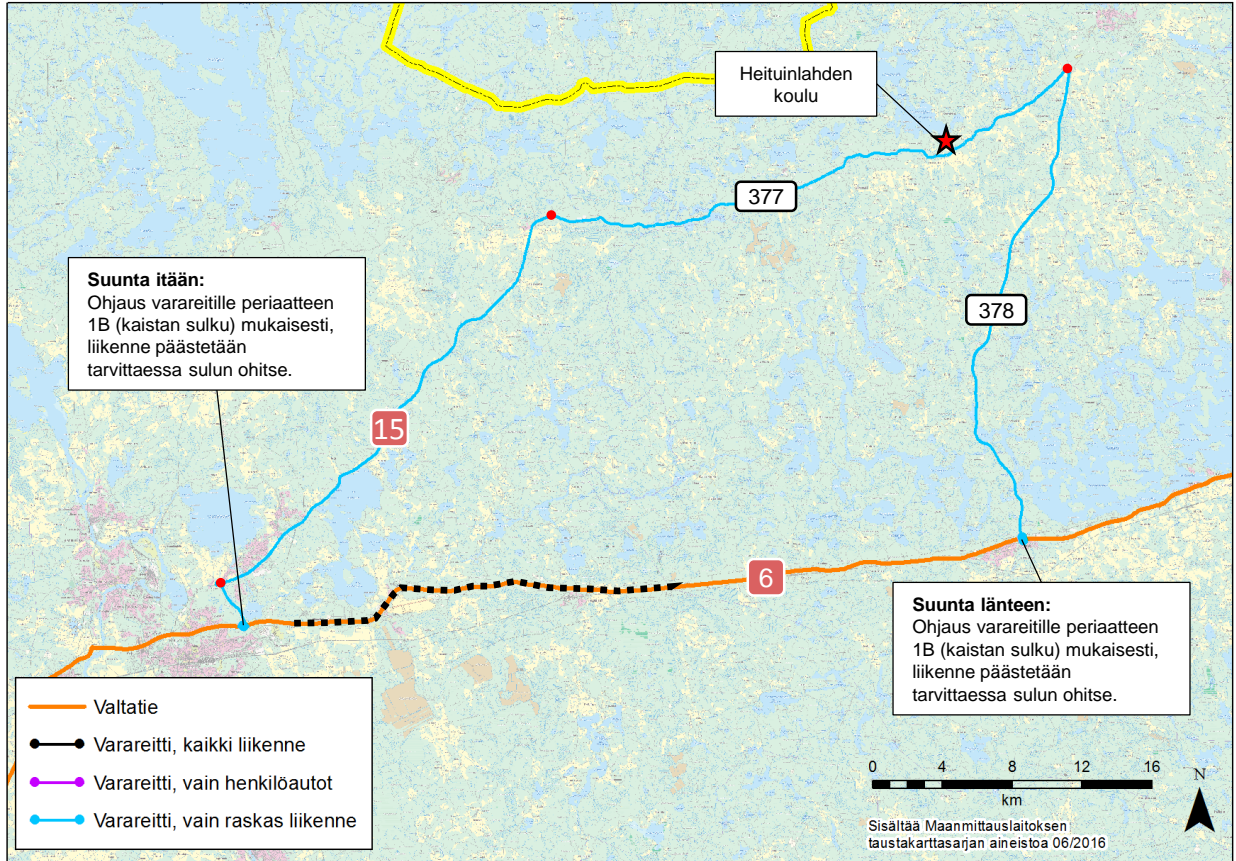 Heituinlahden
koulu
377
Suunta itään:
Ohjaus varareitille periaatteen
1B (kaistan sulku) mukaisesti,
liikenne päästetään
tarvittaessa sulun ohitse.
378
15
6
Suunta länteen:
Ohjaus varareitille periaatteen
1B (kaistan sulku) mukaisesti,
liikenne päästetään
tarvittaessa sulun ohitse.
Valtatie
Varareitti, kaikki liikenne
Varareitti, vain henkilöautot
Varareitti, vain raskas liikenne
0 4 8 12 16
km
N
Sisältää Maanmittauslaitoksen
taustakarttasarjan aineistoa 06/2016